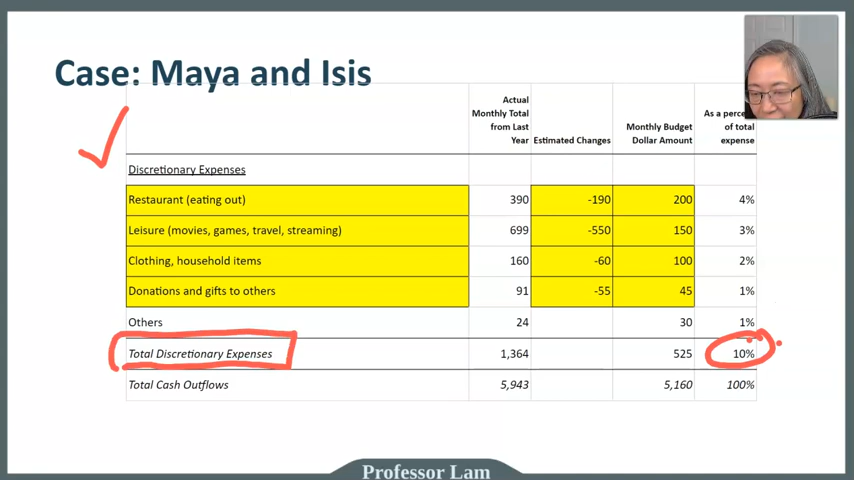 Case: Maya and Isis
Actual
Monthly Total
from Last
Year
Estimated Changes
Monthly Budget
Dollar Amount
As a
of total
expense
Discretionary Expenses
Restaurant (eating out) 390 -190 200 4%
Leisure (movies, games, travel, streaming) 699 -550 150 3%
Clothing, household items 160 -60 100 2%
Donations and gifts to others 91 -55 45 1%
Others 24 30 1%
Total Discretionary Expenses 1,364 525 10%
Total Cash Outflows 5,943 5,160 100%
Professor Lam